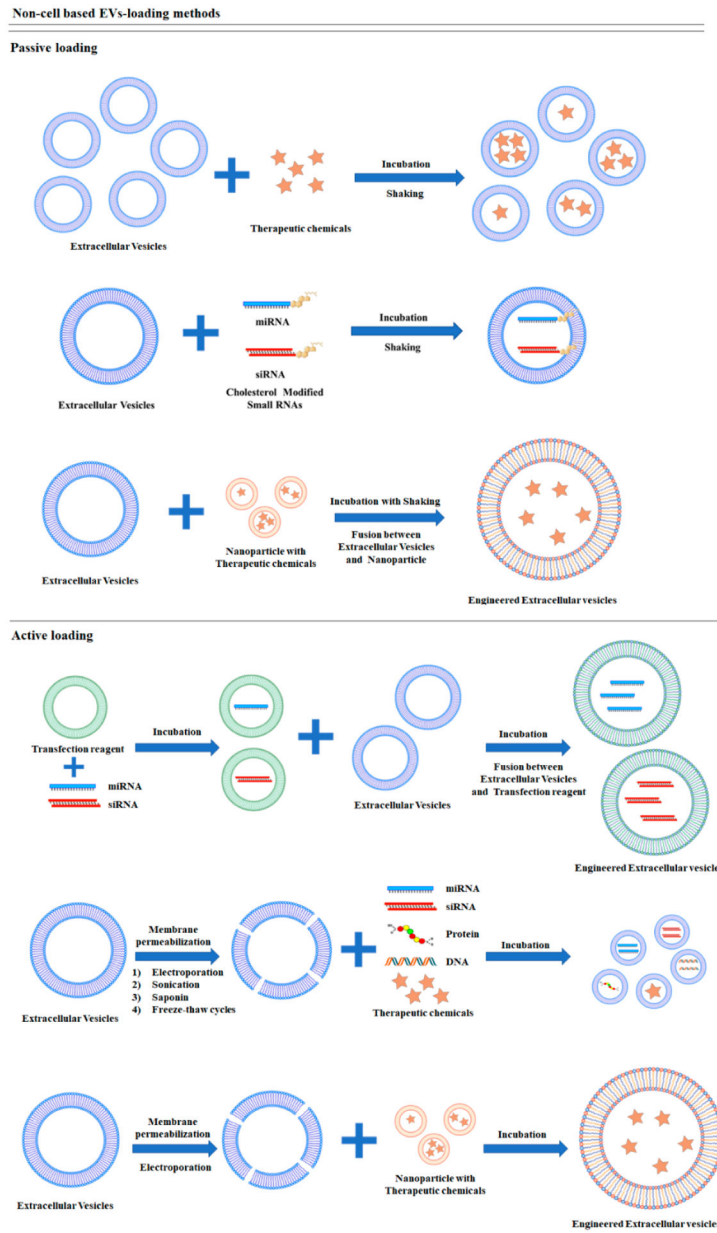 Non-cell based EVs-loading methods
Passive loading
Extracellular Vesicles
Therapeutic chemicals
Incubation
Shaking
Extracellular Vesicles
miRNA
siRNA
Cholesterol Modified
Small RNAs
Incubation
Shaking
Extracellular Vesicles
Nanoparticle with
Therapeutic chemicals
Incubation with Shaking
Fusion between
Extracellular Vesicles
and Nanoparticle
Engineered Extracellular vesicles
Active loading
Transfection reagent
miRNA
siRNA
Incubation
Extracellular Vesicles
Incubation
Fusion between
Extracellular Vesicles
and Transfection reagent
Engineered Extracellular vesicle
Extracellular Vesicles
Membrane
permeabilization
1) Electroporation
2) Sonication
3) Saponin
4) Freeze-thaw cycles
miRNA
siRNA
Protein
DNA
Therapeutic chemicals
Incubation
Extracellular Vesicles
Membrane
permeabilization
Electroporation
Nanoparticle with
Therapeutic chemicals
Incubation
Engineered Extracellular vesicles